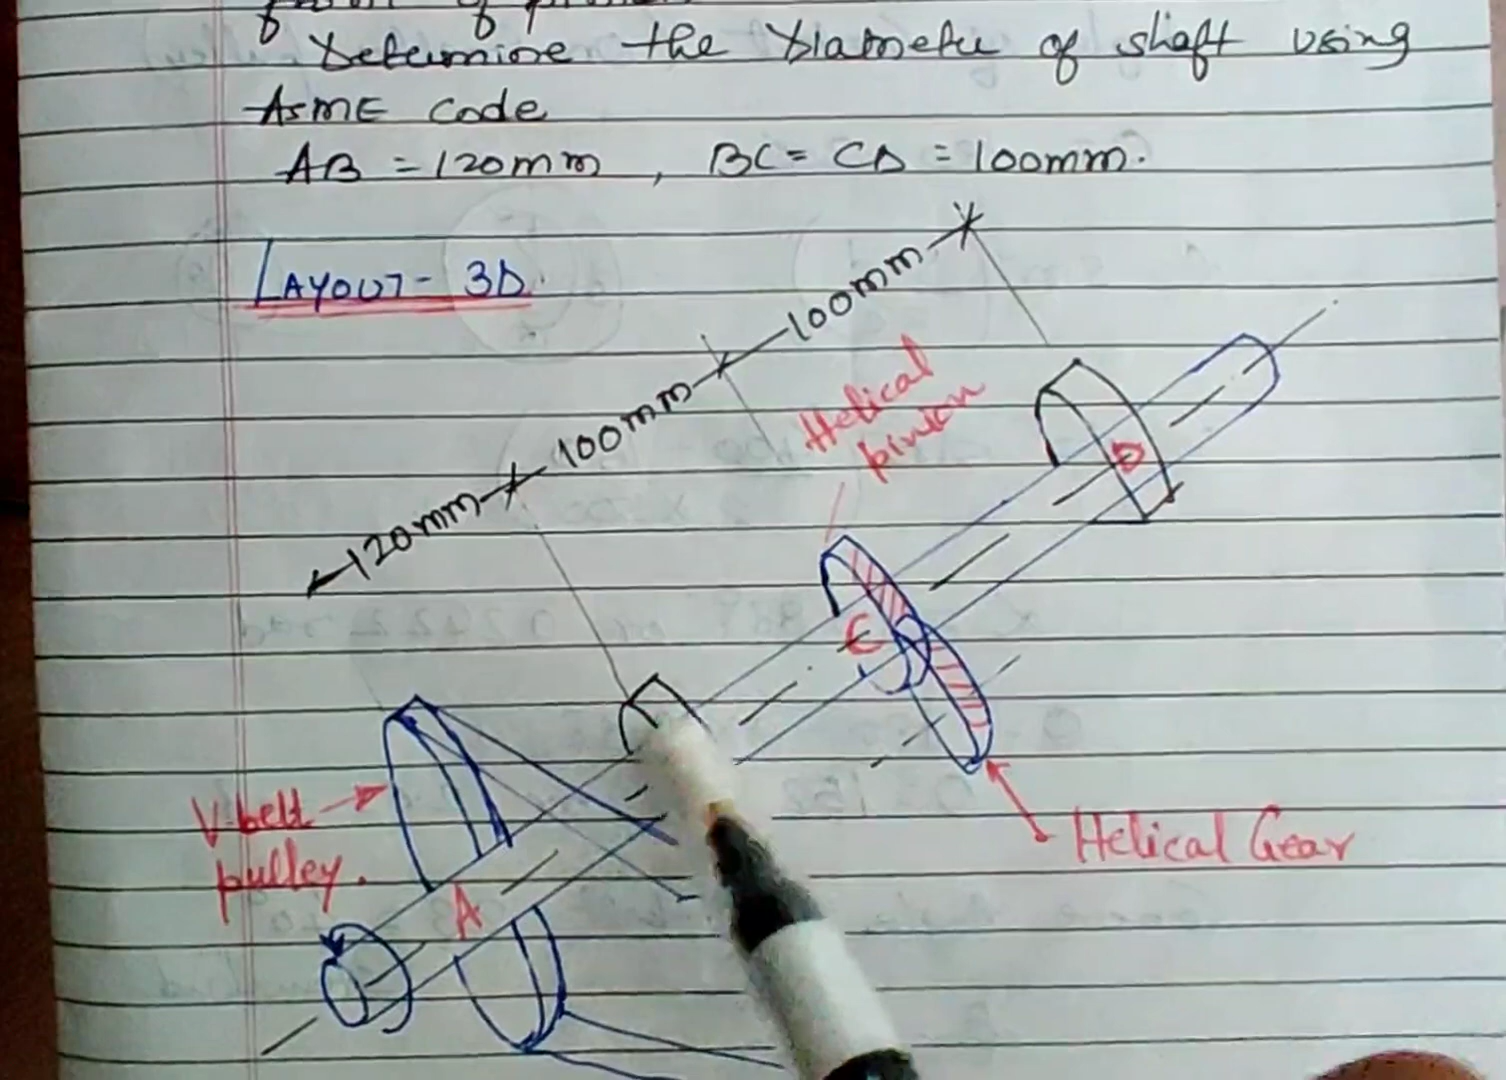 Determine the Diameter of shaft using
ASME Code
AB = 120mm , BC = CD = 100mm.
LAYOUT- 3D.
100mm
100mm
120mm
Helical
pinion
D
C
V-belt
pulley.
A
Helical Gear